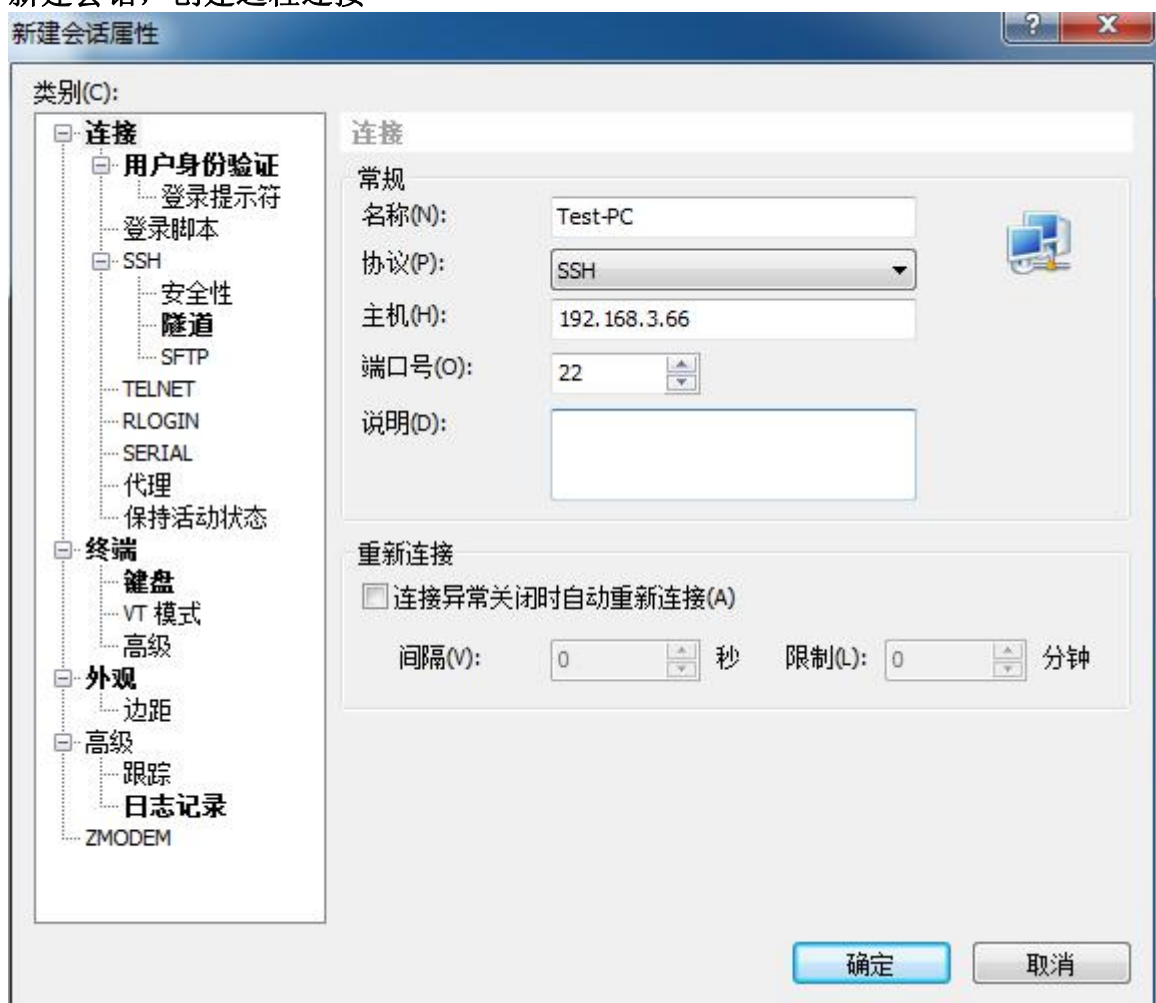 新建会话，创建远程连接
新建会话属性
类别(C):
连接
用户身份验证
登录提示符
登录脚本
SSH
安全性
隧道
SFTP
TELNET
RLOGIN
SERIAL
代理
保持活动状态
终端
键盘
VT 模式
高级
外观
边距
高级
跟踪
日志记录
ZMODEM
连接
常规
名称(N): Test-PC
协议(P): SSH
主机(H): 192.168.3.66
端口号(O): 22
说明(D):
重新连接
连接异常关闭时自动重新连接(A)
间隔(V): 0 秒 限制(L): 0 分钟
确定 取消